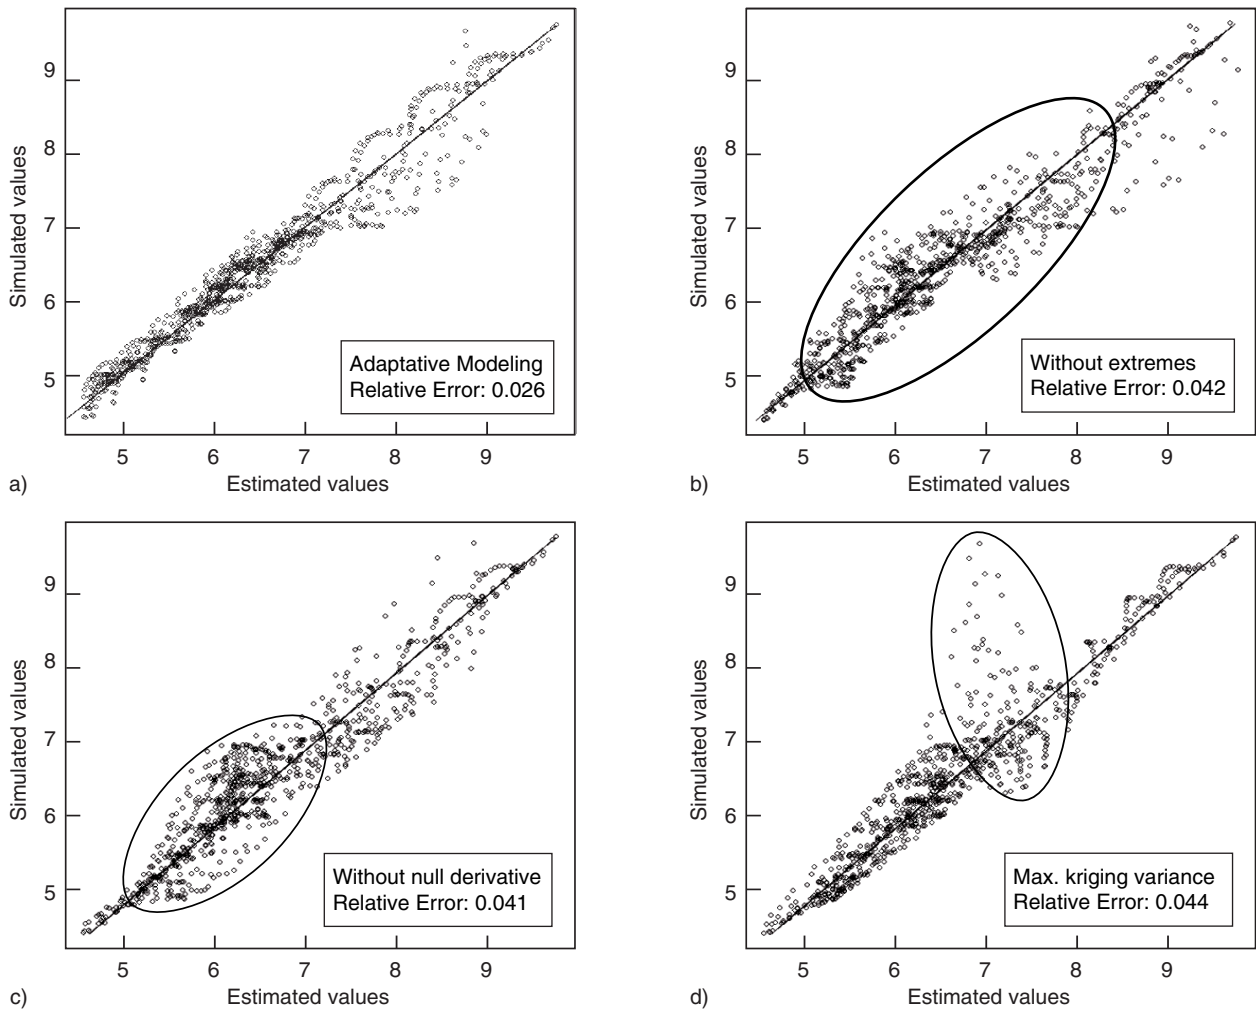 9
8
7
6
5
Simulated values
Adaptative Modeling
Relative Error: 0.026
5 6 7 8 9
Estimated values
a)
9
8
7
6
5
Simulated values
Without extremes
Relative Error: 0.042
5 6 7 8 9
Estimated values
b)
9
8
7
6
5
Simulated values
Without null derivative
Relative Error: 0.041
5 6 7 8 9
Estimated values
c)
9
8
7
6
5
Simulated values
Max. kriging variance
Relative Error: 0.044
5 6 7 8 9
Estimated values
d)